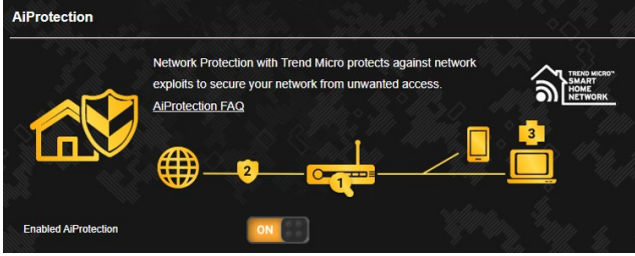 AiProtection
Network Protection with Trend Micro protects against network
exploits to secure your network from unwanted access.
AiProtection FAQ
TREND MICRO™
SMART
HOME
NETWORK
3
2
1
Enabled AiProtection
ON